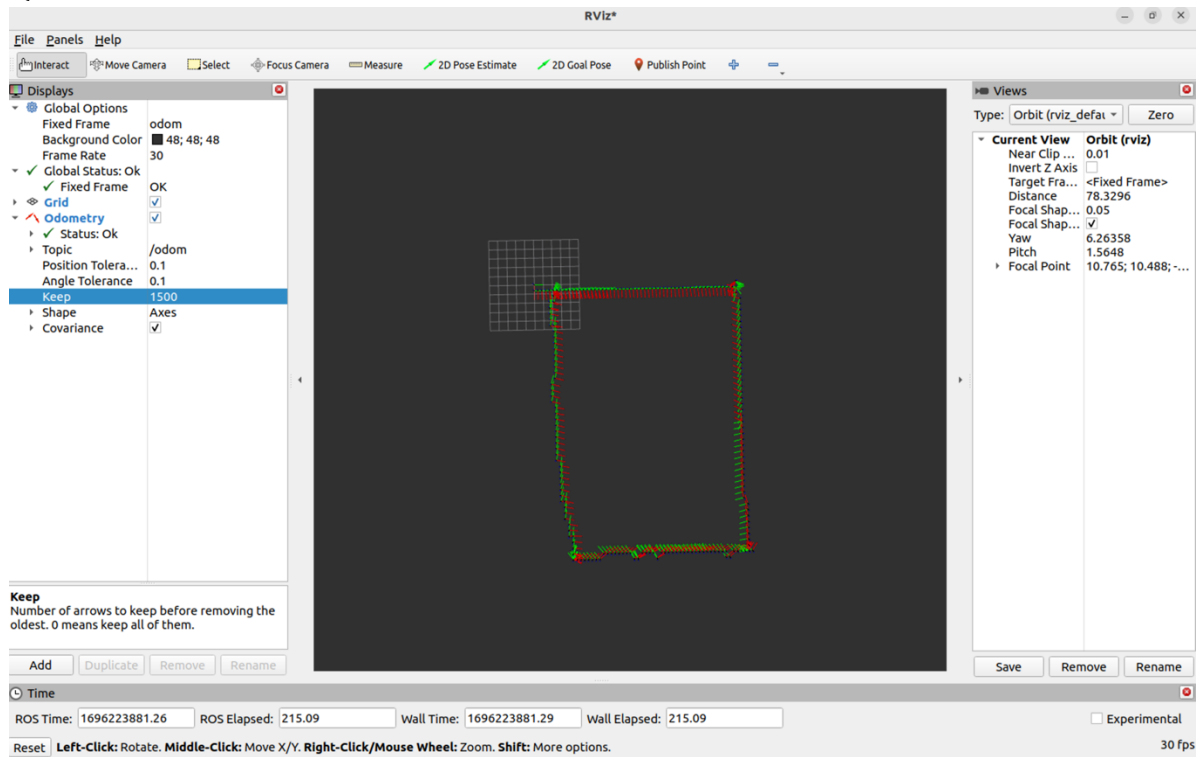 RViz*
File Panels Help
Interact Move Camera Select Focus Camera Measure 2D Pose Estimate 2D Goal Pose Publish Point
Displays
Global Options
Fixed Frame odom
Background Color 48; 48; 48
Frame Rate 30
Global Status: Ok
Fixed Frame OK
Grid
Odometry
Status: Ok
Topic /odom
Position Tolera... 0.1
Angle Tolerance 0.1
Keep 1500
Shape Axes
Covariance
Keep
Number of arrows to keep before removing the
oldest. 0 means keep all of them.
Add Duplicate Remove Rename
Views
Type: Orbit (rviz_defau Zero
Current View Orbit (rviz)
Near Clip ... 0.01
Invert Z Axis
Target Fra... <Fixed Frame>
Distance 78.3296
Focal Shap... 0.05
Focal Shap...
Yaw 6.26358
Pitch 1.5648
Focal Point 10.765; 10.488; -...
Save Remove Rename
Time
ROS Time: 1696223881.26 ROS Elapsed: 215.09 Wall Time: 1696223881.29 Wall Elapsed: 215.09 Experimental
Reset Left-Click: Rotate. Middle-Click: Move X/Y. Right-Click/Mouse Wheel: Zoom. Shift: More options. 30 fps